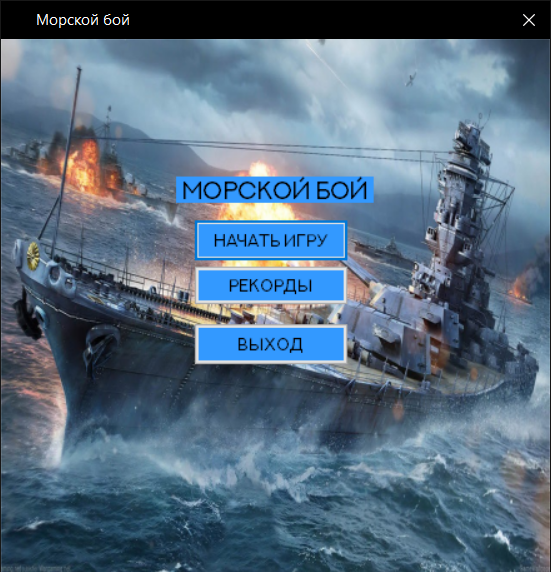 Морской бой
МОРСКОЙ БОЙ
НАЧАТЬ ИГРУ
РЕКОРДЫ
ВЫХОД